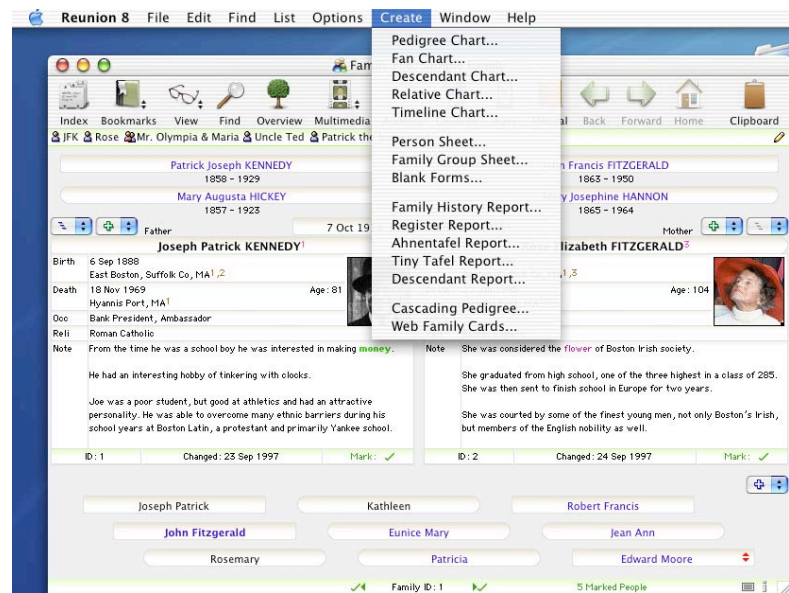 Reunion 8 File Edit Find List Options Create Window Help
Pedigree Chart...
Fan Chart...
Descendant Chart...
Relative Chart...
Timeline Chart...
Person Sheet...
Family Group Sheet...
Blank Forms...
Family History Report...
Register Report...
Ahnentafel Report...
Tiny Tafel Report...
Descendant Report...
Cascading Pedigree...
Web Family Cards...
Fam
Index Bookmarks View Find Overview Multimedia al Back Forward Home Clipboard
JFK Rose Mr. Olympia & Maria Uncle Ted Patrick the
Patrick Joseph KENNEDY
1858 - 1929
Mary Augusta HICKEY
1857 - 1923
n Francis FITZGERALD
1863 - 1950
y Josephine HANNON
1865 - 1964
Father 7 Oct 19 Mother
Joseph Patrick KENNEDY1
Birth 6 Sep 1888
East Boston, Suffolk Co, MA1,2
Death 18 Nov 1969 Age: 81
Hyannis Port, MA1
Occ Bank President, Ambassador
Reli Roman Catholic
Note From the time he was a school boy he was interested in making money.
He had an interesting hobby of tinkering with clocks.
Joe was a poor student, but good at athletics and had an attractive
personality. He was able to overcome many ethnic barriers during his
school years at Boston Latin, a protestant and primarily Yankee school.
ID: 1 Changed: 23 Sep 1997 Mark: ✓
lizabeth FITZGERALD3
1,3
Age: 104
Note She was considered the flower of Boston Irish society.
She graduated from high school, one of the three highest in a class of 285.
She was then sent to finish school in Europe for two years.
She was courted by some of the finest young men, not only Boston's Irish,
but members of the English nobility as well.
ID: 2 Changed: 24 Sep 1997 Mark: ✓
Joseph Patrick Kathleen Robert Francis
John Fitzgerald Eunice Mary Jean Ann
Rosemary Patricia Edward Moore
Family ID: 1 5 Marked People